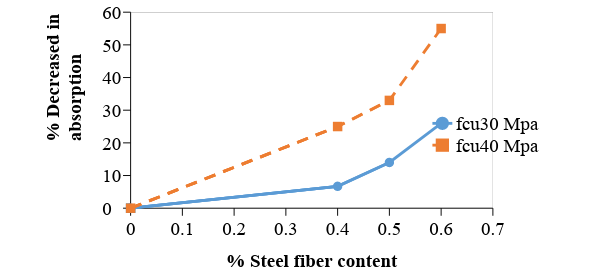 % Decreased in
absorption
60
50
40
30
20
10
0
0 0.1 0.2 0.3 0.4 0.5 0.6 0.7
% Steel fiber content
fcu30 Mpa
fcu40 Mpa